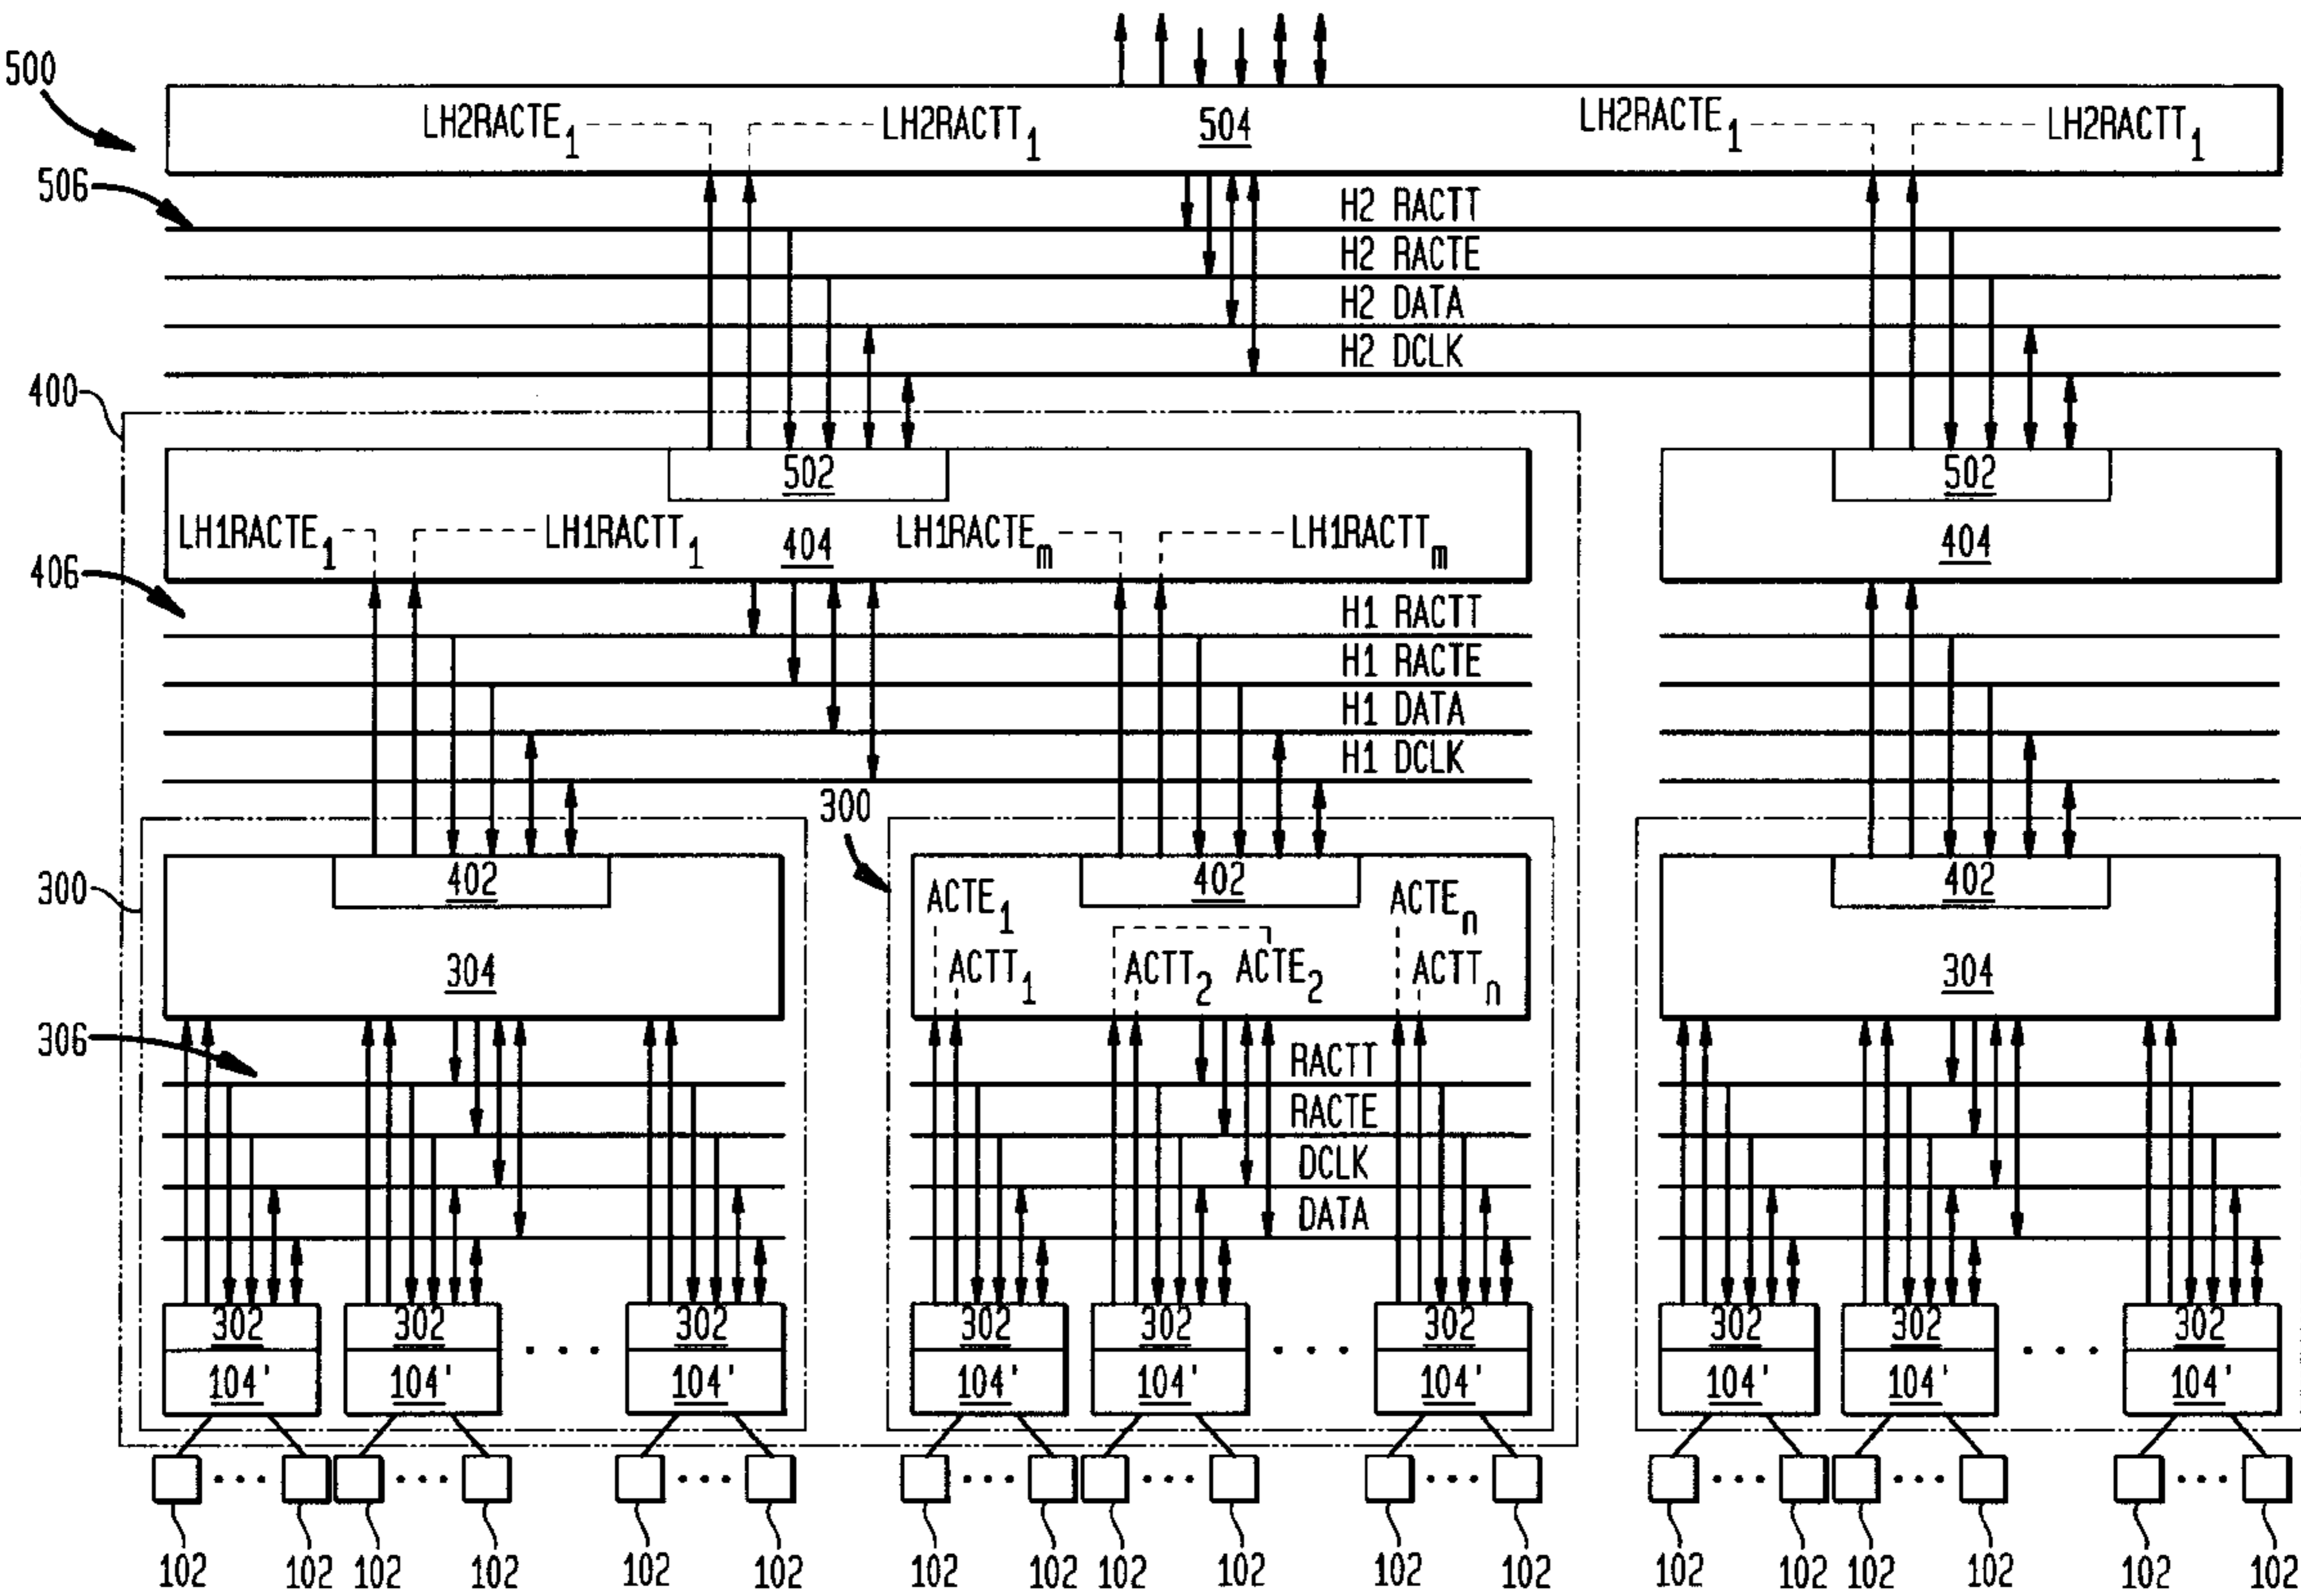 500
LH2RACTE1 LH2RACTT1 504 LH2RACTE1 LH2RACTT1
506
H2 RACTT
H2 RACTE
H2 DATA
H2 DCLK
400
502 502
LH1RACTE1 LH1RACTT1 404 LH1RACTEm LH1RACTTm 404
406
H1 RACTT
H1 RACTE
H1 DATA
H1 DCLK
300
300 402 402 402
ACTE1 ACTEn
304 ACTT1 ACTT2 ACTE2 ACTTn 304
306
RACTT
RACTE
DCLK
DATA
302 302 ... 302 302 302 ... 302 302 302 ... 302
104' 104' 104' 104' 104' 104' 104' 104' 104'
... ... ... ... ... ... ... ... ...
102 102 102 102 102 102 102 102 102 102 102 102 102 102 102 102 102 102